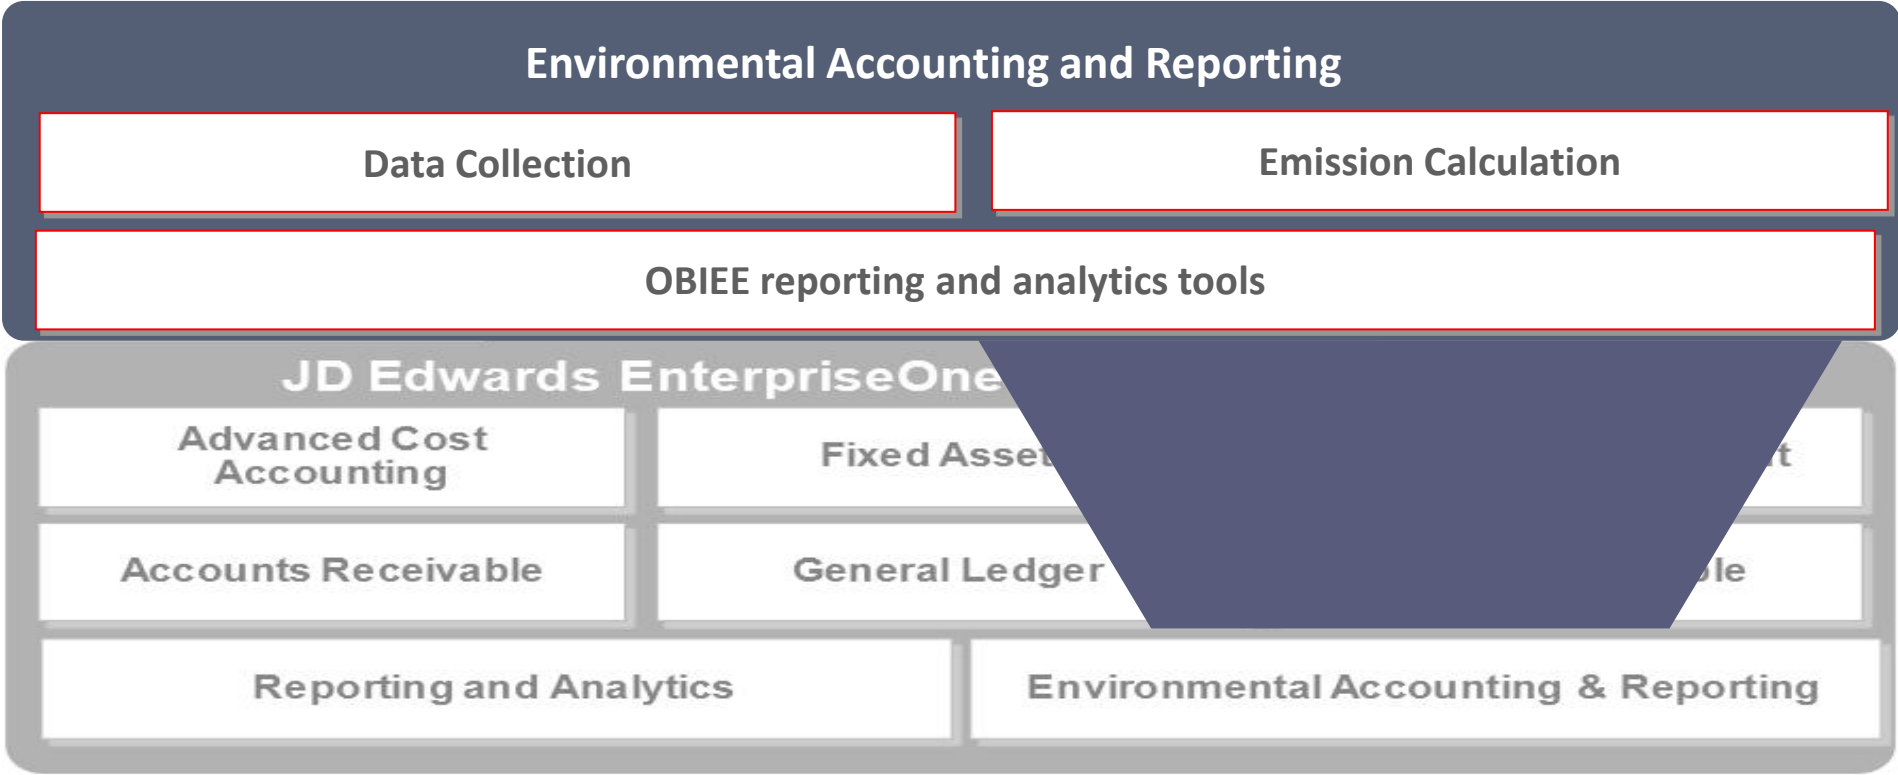 Environmental Accounting and Reporting
Data Collection
Emission Calculation
OBIEE reporting and analytics tools
JD Edwards EnterpriseOne
Advanced Cost
Accounting
Fixed
Accounts Receivable
General Ledger
Reporting and Analytics
Environmental Accounting & Reporting